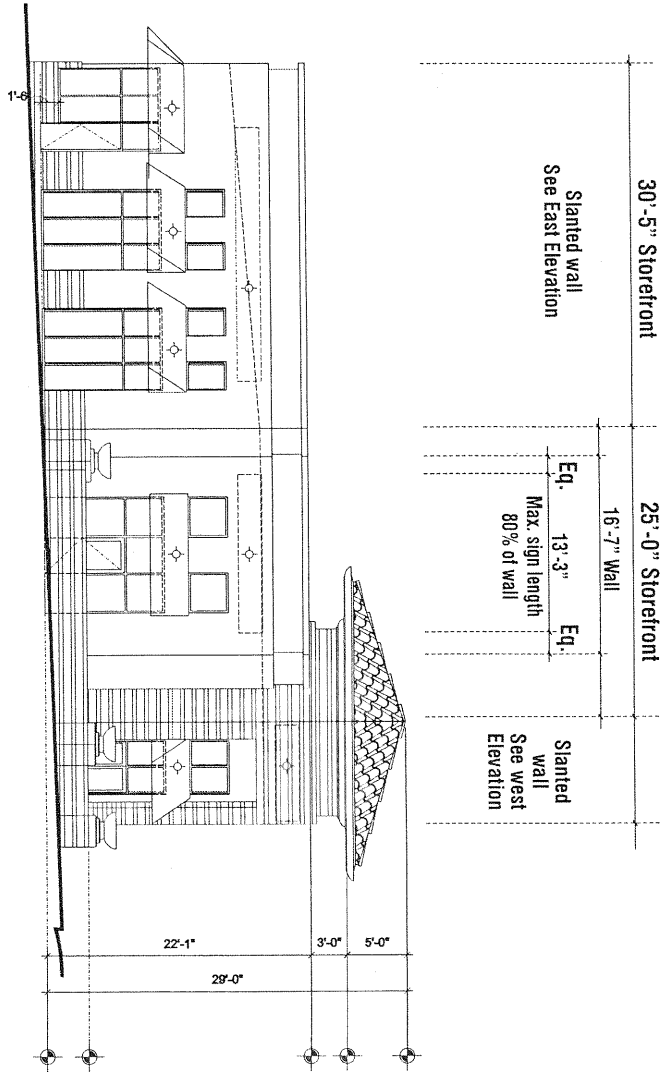 30'-5" Storefront
25'-0" Storefront
16'-7" Wall
Eq.
13'-3"
Eq.
Max. sign length
80% of wall
Slanted wall
See East Elevation
Slanted
wall
See west
Elevation
1'-6
22'-1"
3'-0"
5'-0"
29'-0"